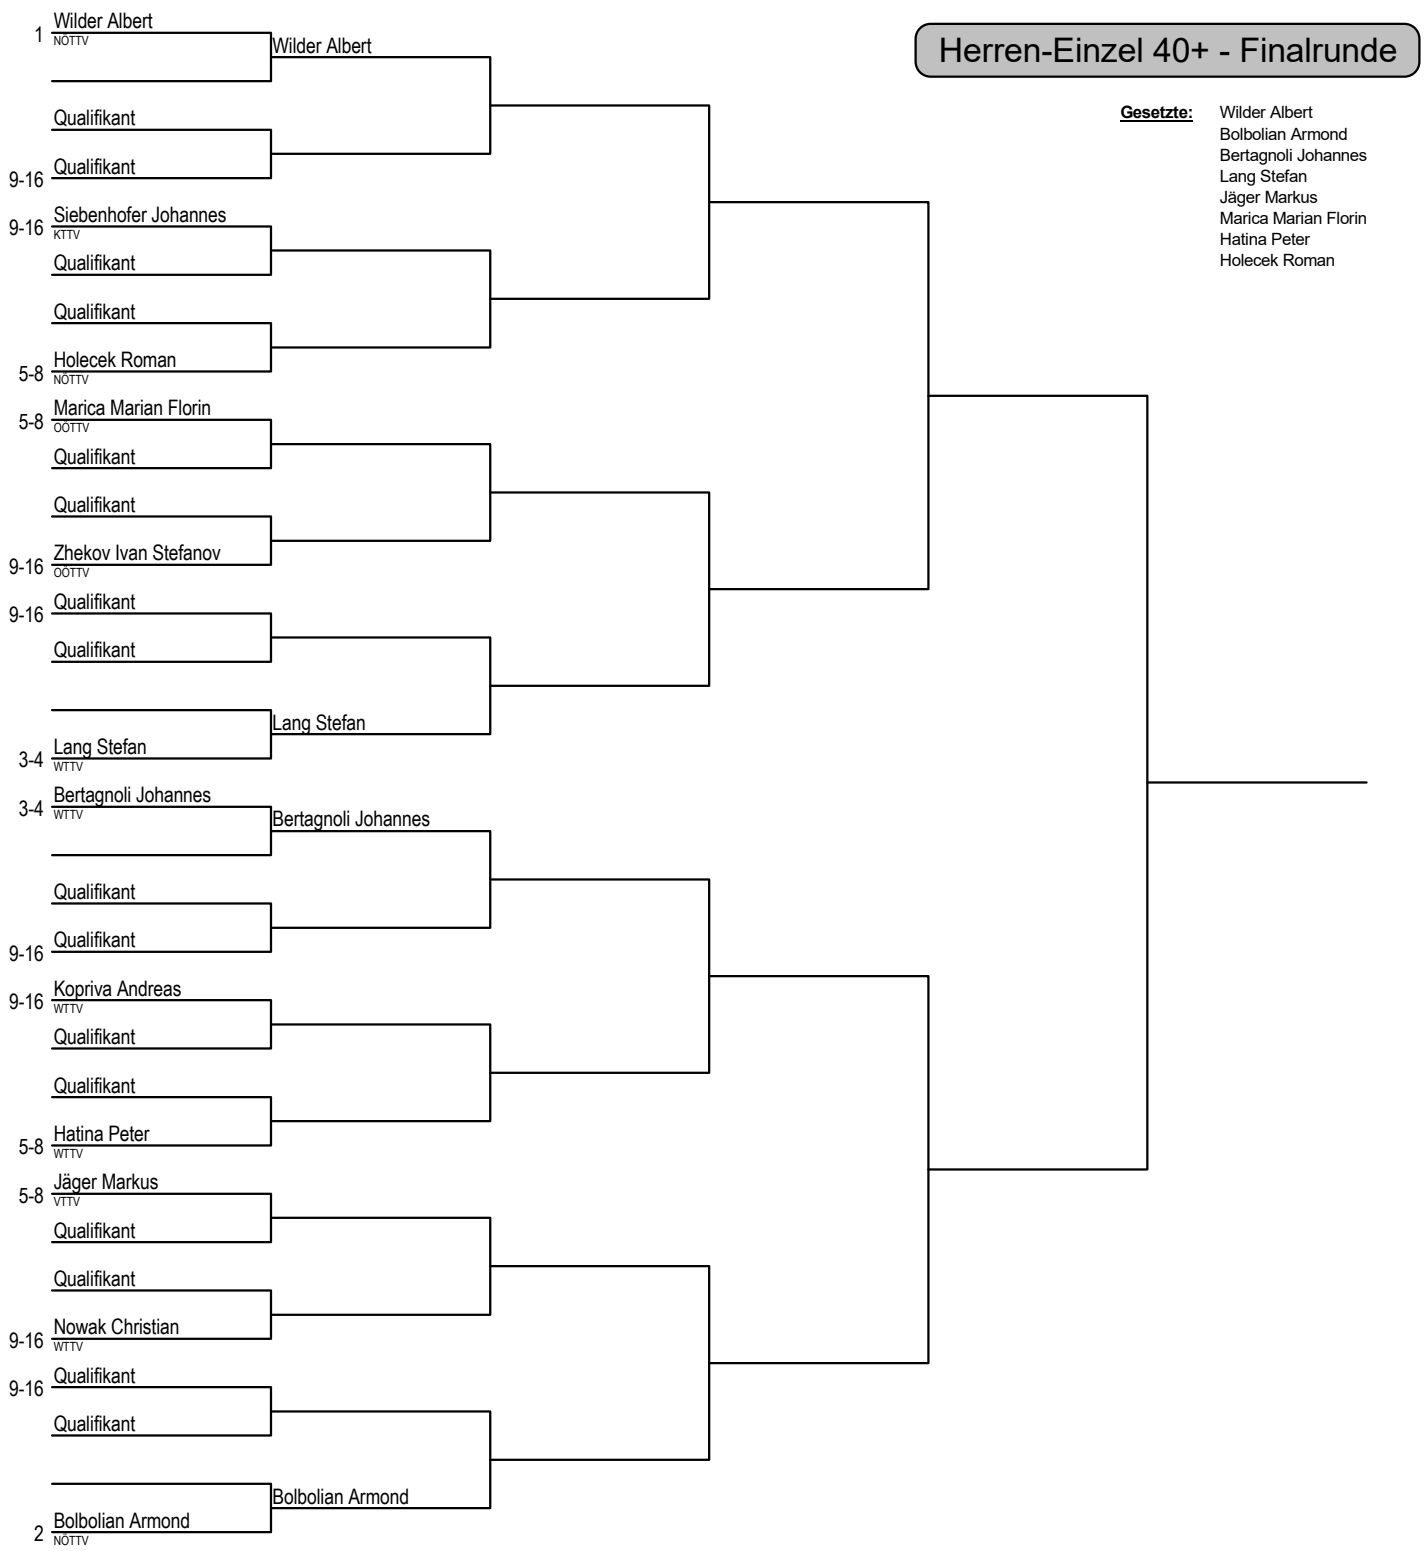 Herren-Einzel 40+ - Finalrunde
Gesetzte: Wilder Albert
Bolbolian Armond
Bertagnoli Johannes
Lang Stefan
Jäger Markus
Marica Marian Florin
Hatina Peter
Holecek Roman
1 Wilder Albert
NÖTTV
Wilder Albert
Qualifikant
9-16 Qualifikant
9-16 Siebenhofer Johannes
KTTV
Qualifikant
Qualifikant
5-8 Holecek Roman
NÖTTV
5-8 Marica Marian Florin
OÖTTV
Qualifikant
Qualifikant
9-16 Zhekov Ivan Stefanov
OÖTTV
9-16 Qualifikant
Qualifikant
Lang Stefan
3-4 Lang Stefan
WTTV
3-4 Bertagnoli Johannes
WTTV
Bertagnoli Johannes
Qualifikant
9-16 Qualifikant
9-16 Kopriva Andreas
WTTV
Qualifikant
Qualifikant
5-8 Hatina Peter
WTTV
5-8 Jäger Markus
VTTV
Qualifikant
Qualifikant
9-16 Nowak Christian
WTTV
9-16 Qualifikant
Qualifikant
Bolbolian Armond
2 Bolbolian Armond
NÖTTV